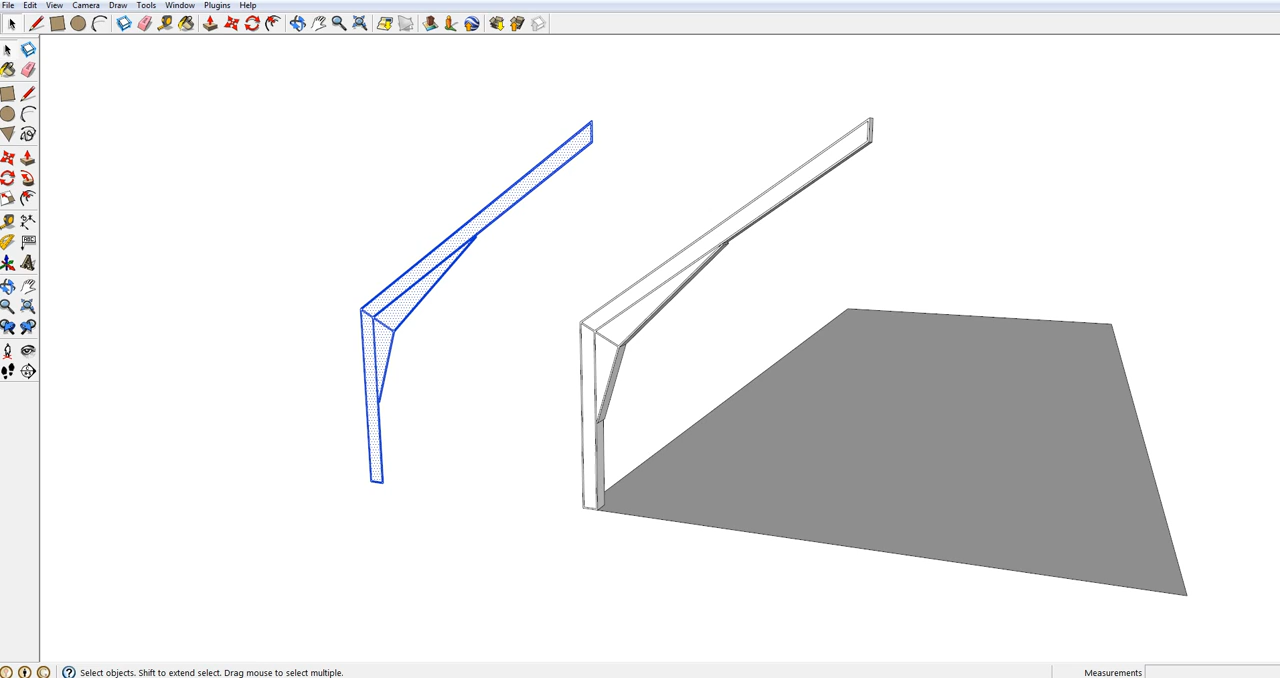 File Edit View Camera Draw Tools Window Plugins Help
ABC
Select objects. Shift to extend select. Drag mouse to select multiple.
Measurements